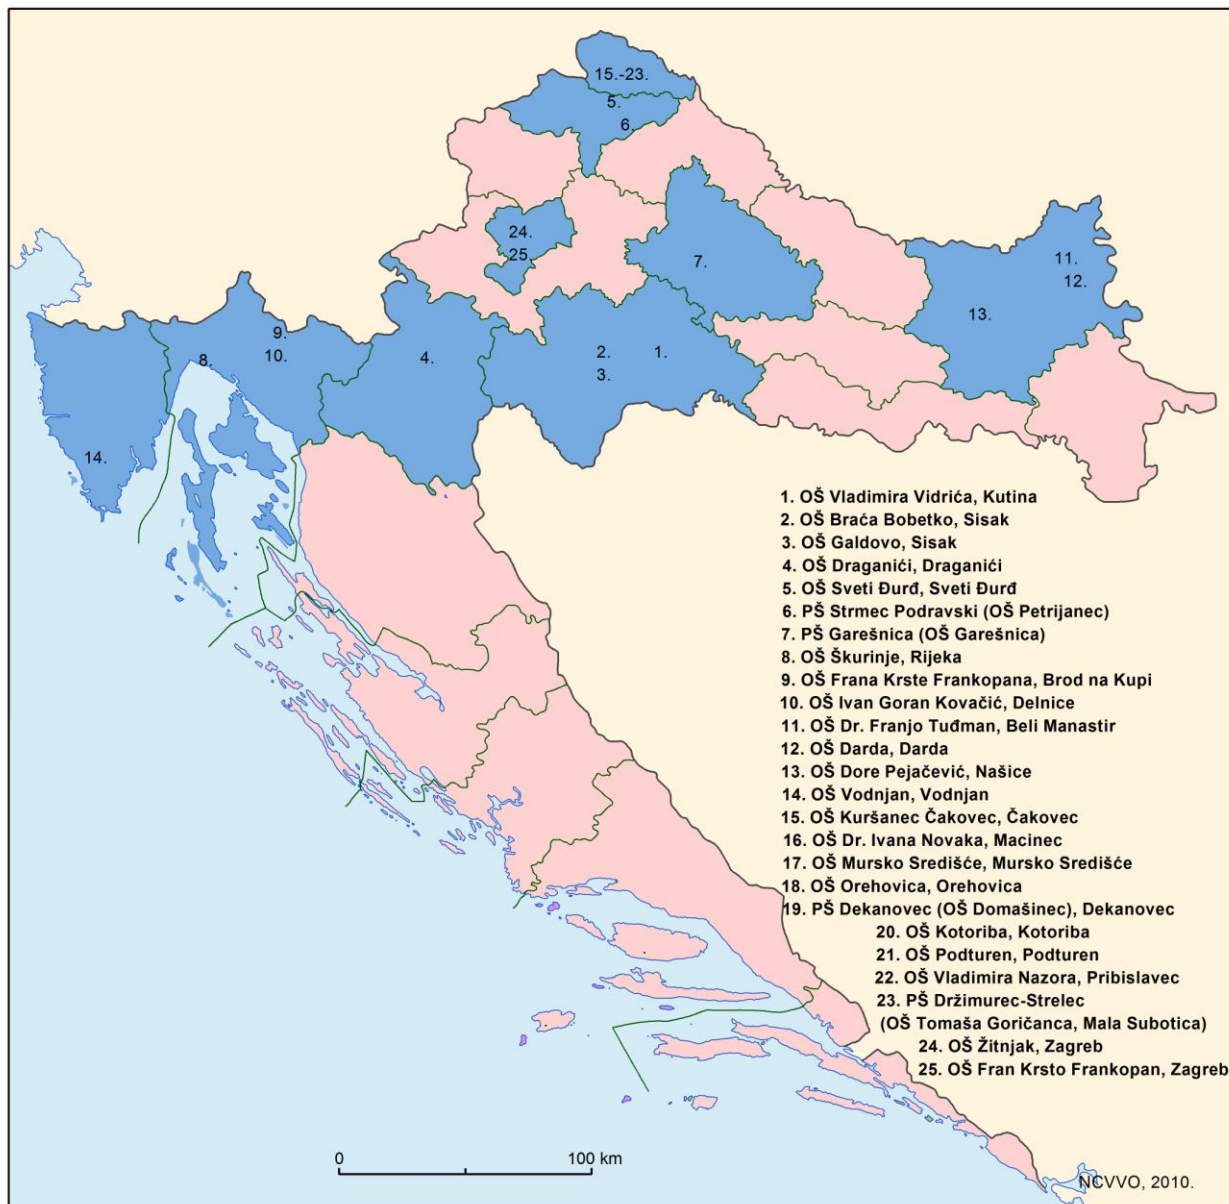 15.-23.
5.
6.
24.
25.
7.
11.
12.
13.
9.
10.
8.
4.
2.
1.
3.
14.
1. OŠ Vladimira Vidrića, Kutina
2. OŠ Braća Bobetko, Sisak
3. OŠ Galdovo, Sisak
4. OŠ Draganići, Draganići
5. OŠ Sveti Đurđ, Sveti Đurđ
6. PŠ Strmec Podravski (OŠ Petrijanec)
7. PŠ Garešnica (OŠ Garešnica)
8. OŠ Škurinje, Rijeka
9. OŠ Frana Krste Frankopana, Brod na Kupi
10. OŠ Ivan Goran Kovačić, Delnice
11. OŠ Dr. Franjo Tuđman, Beli Manastir
12. OŠ Darda, Darda
13. OŠ Dore Pejačević, Našice
14. OŠ Vodnjan, Vodnjan
15. OŠ Kuršanec Čakovec, Čakovec
16. OŠ Dr. Ivana Novaka, Macinec
17. OŠ Mursko Središće, Mursko Središće
18. OŠ Orehovica, Orehovica
19. PŠ Dekanovec (OŠ Domašinec), Dekanovec
20. OŠ Kotoriba, Kotoriba
21. OŠ Podturen, Podturen
22. OŠ Vladimira Nazora, Pribislavec
23. PŠ Držimurec-Strelec
(OŠ Tomaša Goričanca, Mala Subotica)
24. OŠ Žitnjak, Zagreb
25. OŠ Fran Krsto Frankopan, Zagreb
0 100 km
NCVVO, 2010.